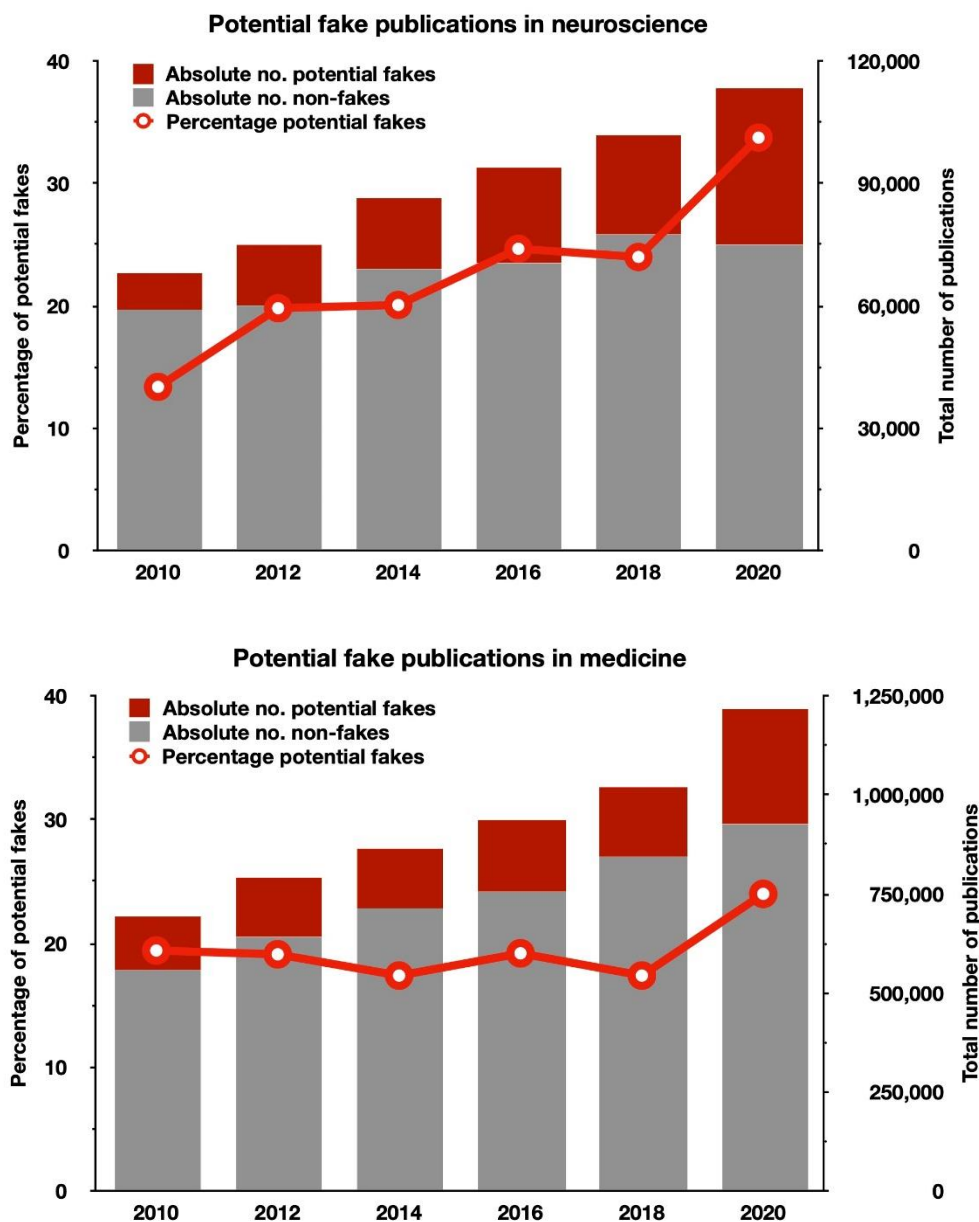 Potential fake publications in neuroscience
Absolute no. potential fakes
Absolute no. non-fakes
Percentage potential fakes
Percentage of potential fakes
40
30
20
10
0
120,000
90,000
60,000
30,000
0
Total number of publications
2010 2012 2014 2016 2018 2020
Potential fake publications in medicine
Absolute no. potential fakes
Absolute no. non-fakes
Percentage potential fakes
Percentage of potential fakes
40
30
20
10
0
1,250,000
1,000,000
750,000
500,000
250,000
0
Total number of publications
2010 2012 2014 2016 2018 2020